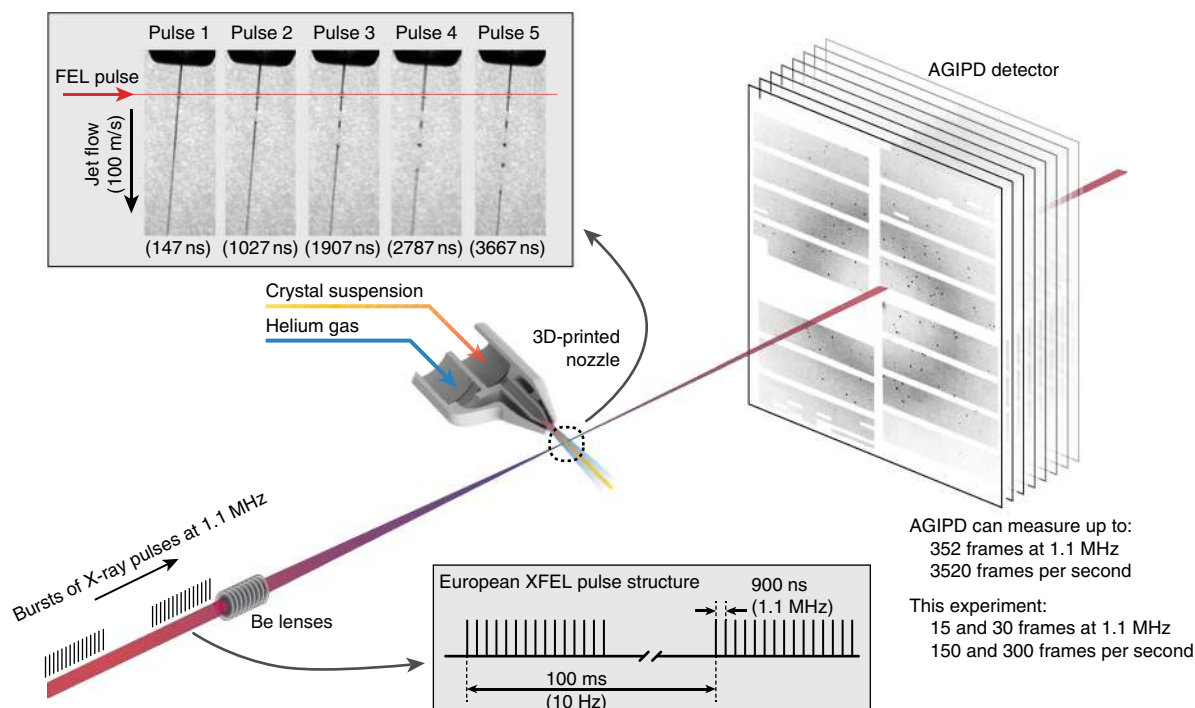 Pulse 1 Pulse 2 Pulse 3 Pulse 4 Pulse 5
FEL pulse
Jet flow
(100 m/s)
(147 ns) (1027 ns) (1907 ns) (2787 ns) (3667 ns)
AGIPD detector
Crystal suspension
Helium gas
3D-printed
nozzle
Bursts of X-ray pulses at 1.1 MHz
Be lenses
European XFEL pulse structure
900 ns
(1.1 MHz)
100 ms
(10 Hz)
AGIPD can measure up to:
352 frames at 1.1 MHz
3520 frames per second
This experiment:
15 and 30 frames at 1.1 MHz
150 and 300 frames per second